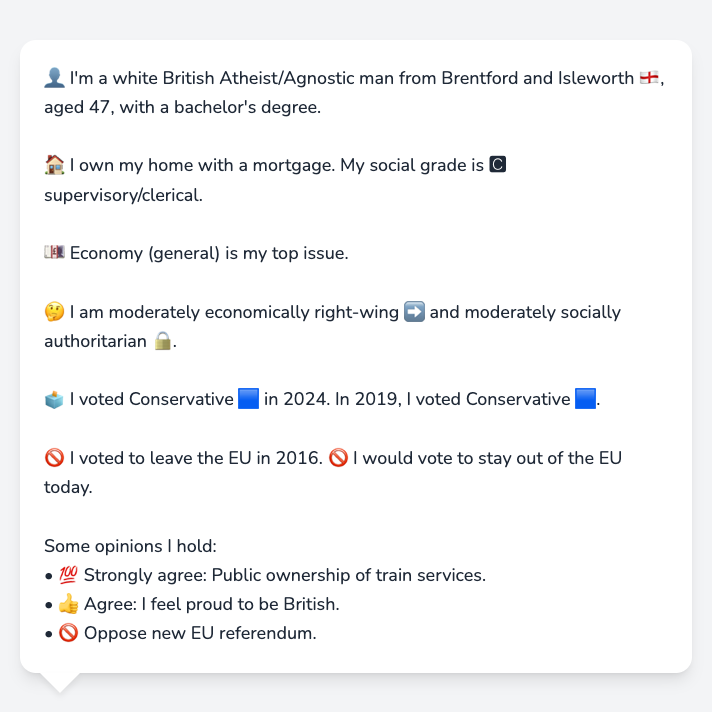 👤 I'm a white British Atheist/Agnostic man from Brentford and Isleworth 🏴󠁧󠁢󠁥󠁮󠁧󠁿,
aged 47, with a bachelor's degree.
🏠 I own my home with a mortgage. My social grade is 🅲
supervisory/clerical.
💷 Economy (general) is my top issue.
🤔 I am moderately economically right-wing ➡️ and moderately socially
authoritarian 🔒.
🗳️ I voted Conservative 🟦 in 2024. In 2019, I voted Conservative 🟦.
🚫 I voted to leave the EU in 2016. 🚫 I would vote to stay out of the EU
today.
Some opinions I hold:
• 💯 Strongly agree: Public ownership of train services.
• 👍 Agree: I feel proud to be British.
• 🚫 Oppose new EU referendum.